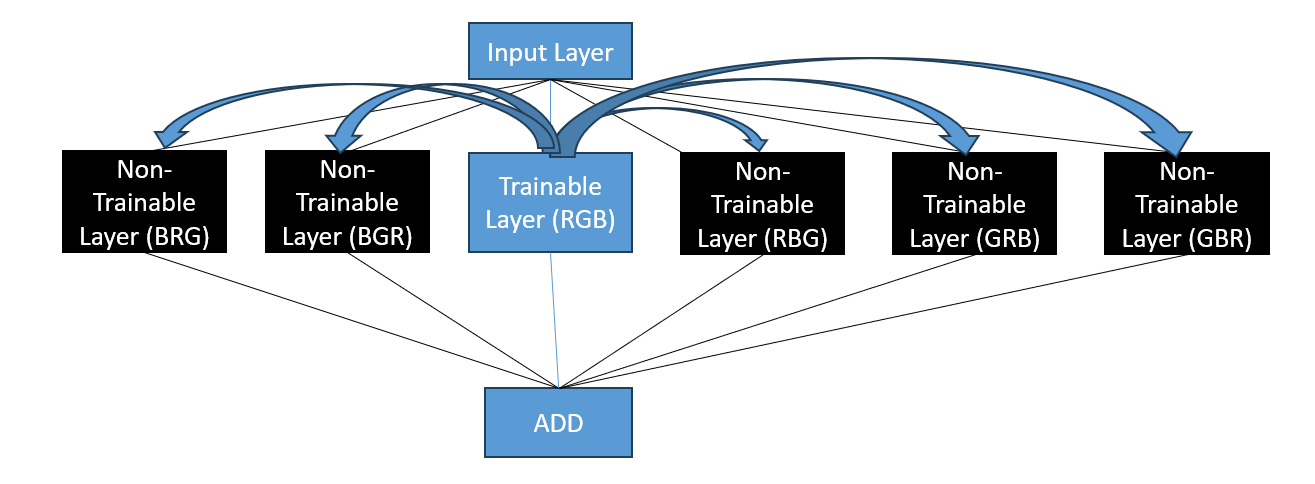 Input Layer
Non-
Trainable
Layer (BRG)
Non-
Trainable
Layer (BGR)
Trainable
Layer (RGB)
Non-
Trainable
Layer (RBG)
Non-
Trainable
Layer (GRB)
Non-
Trainable
Layer (GBR)
ADD